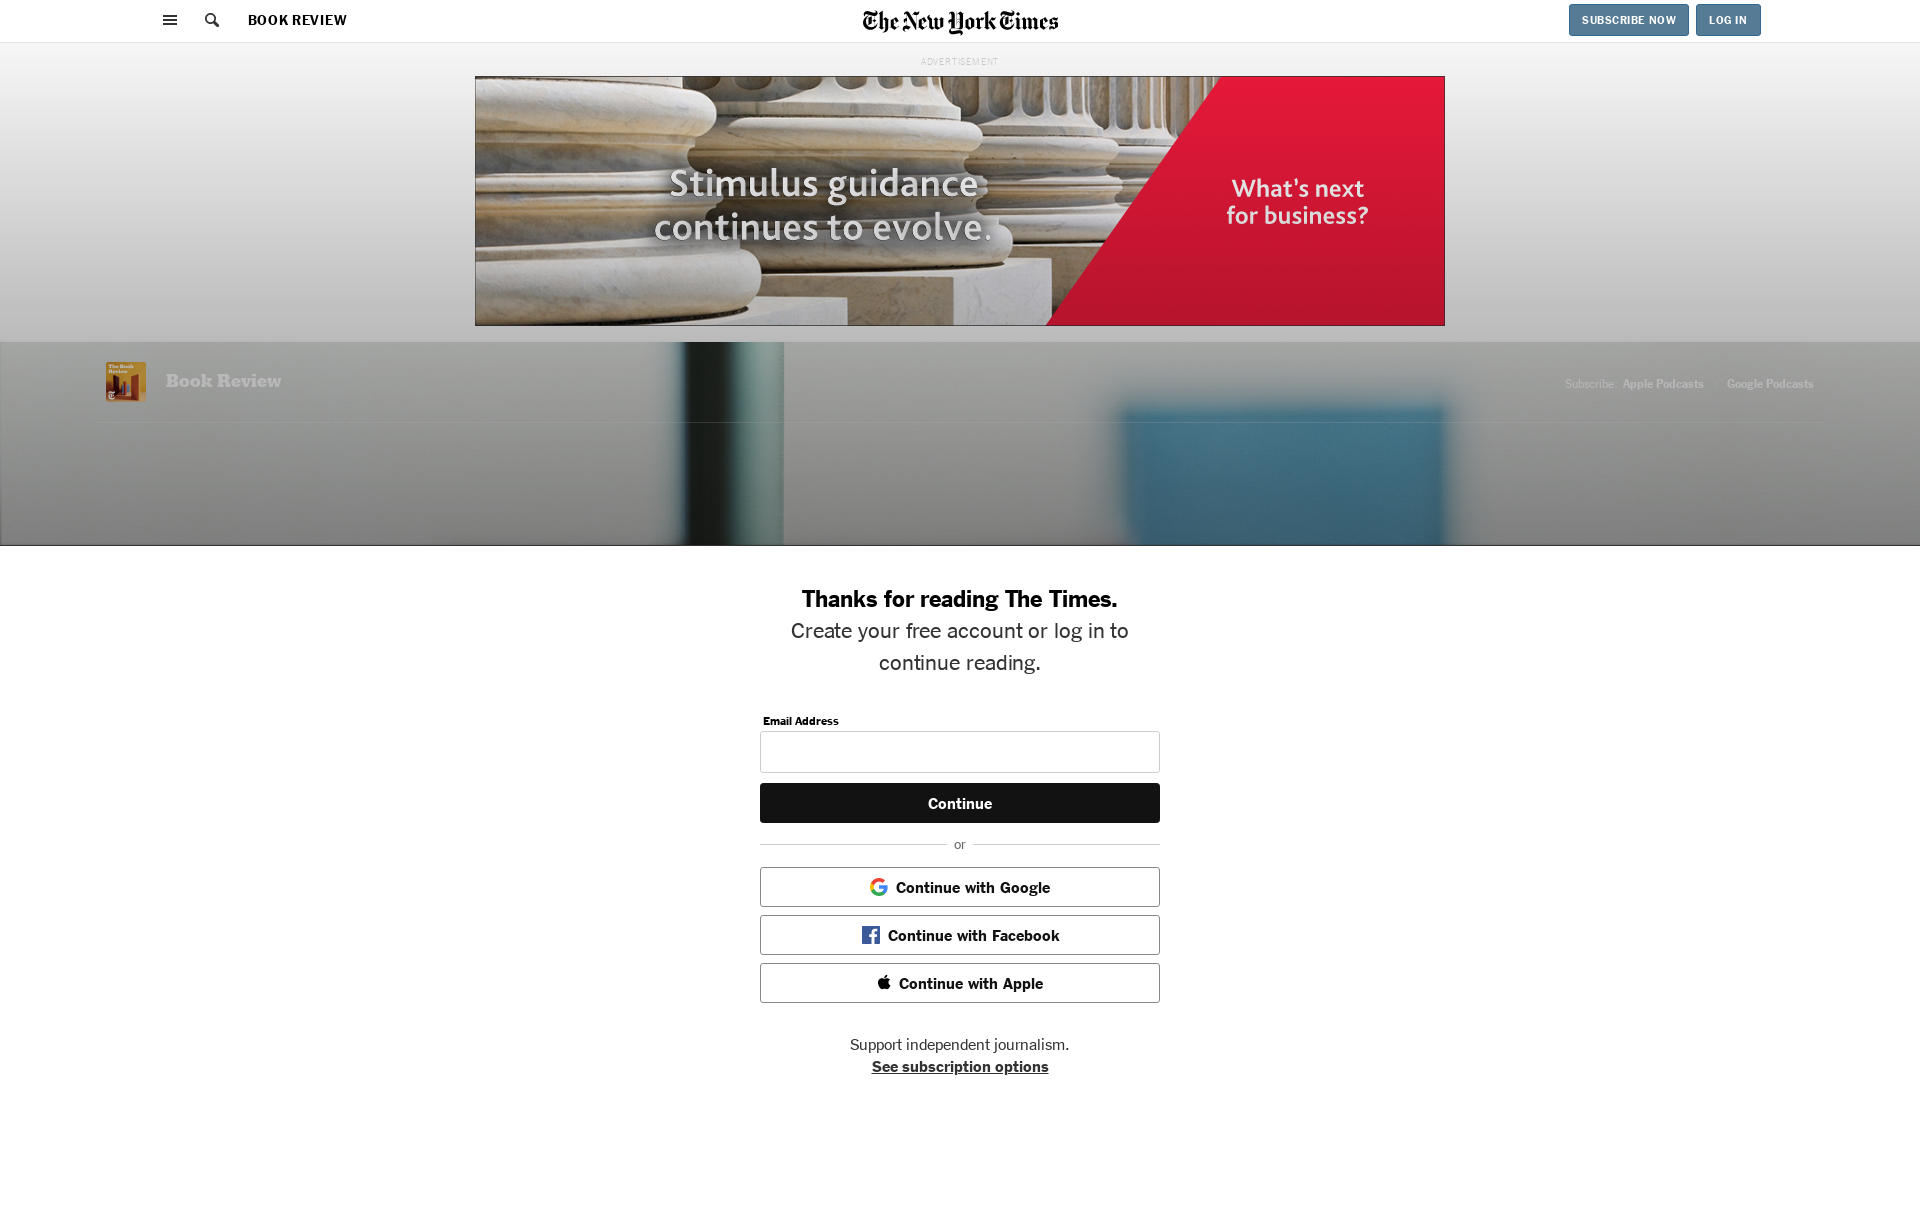 BOOK REVIEW
The New York Times
SUBSCRIBE NOW
LOG IN
ADVERTISEMENT
Stimulus guidance
continues to evolve.
What's next
for business?
The Book
Review
Book Review
Subscribe:
Apple Podcasts
Google Podcasts
Thanks for reading The Times.
Create your free account or log in to
continue reading.
Email Address
Continue
or
Continue with Google
Continue with Facebook
Continue with Apple
Support independent journalism.
See subscription options